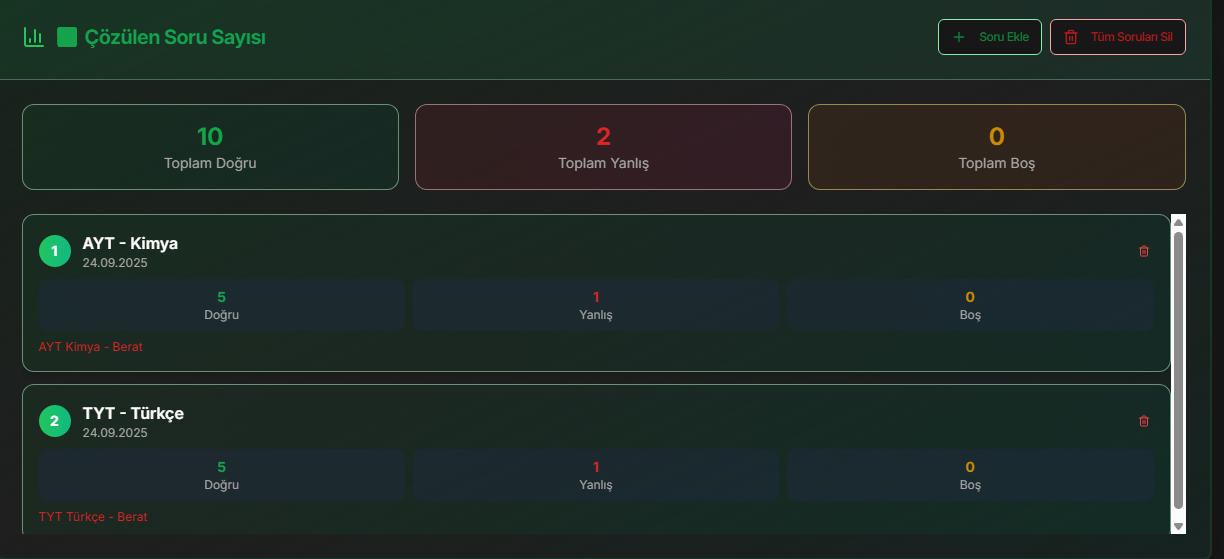 Çözülen Soru Sayısı
Soru Ekle
Tüm Soruları Sil
10
Toplam Doğru
2
Toplam Yanlış
0
Toplam Boş
1
AYT - Kimya
24.09.2025
5
Doğru
1
Yanlış
0
Boş
AYT Kimya - Berat
2
TYT - Türkçe
24.09.2025
5
Doğru
1
Yanlış
0
Boş
TYT Türkçe - Berat